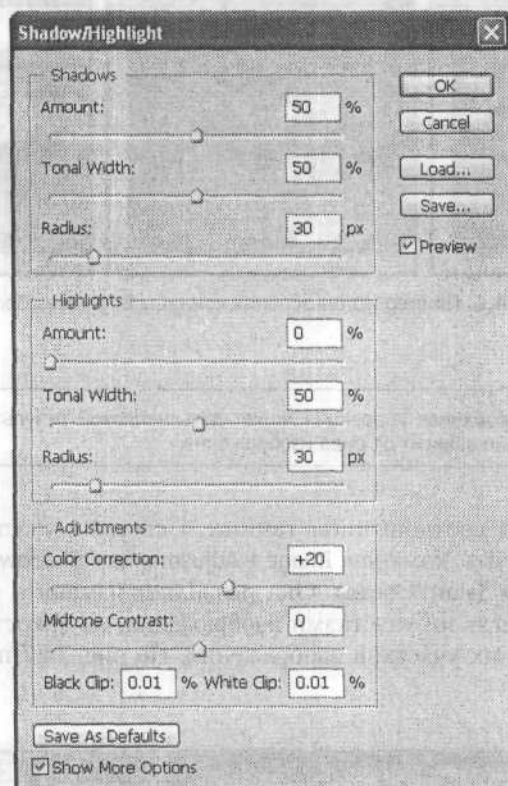 Shadow/Highlight
Shadows
Amount: 50 %
Tonal Width: 50 %
Radius: 30 px
Highlights
Amount: 0 %
Tonal Width: 50 %
Radius: 30 px
Adjustments
Color Correction: +20
Midtone Contrast: 0
Black Clip: 0.01 % White Clip: 0.01 %
Save As Defaults
Show More Options
OK
Cancel
Load...
Save...
Preview